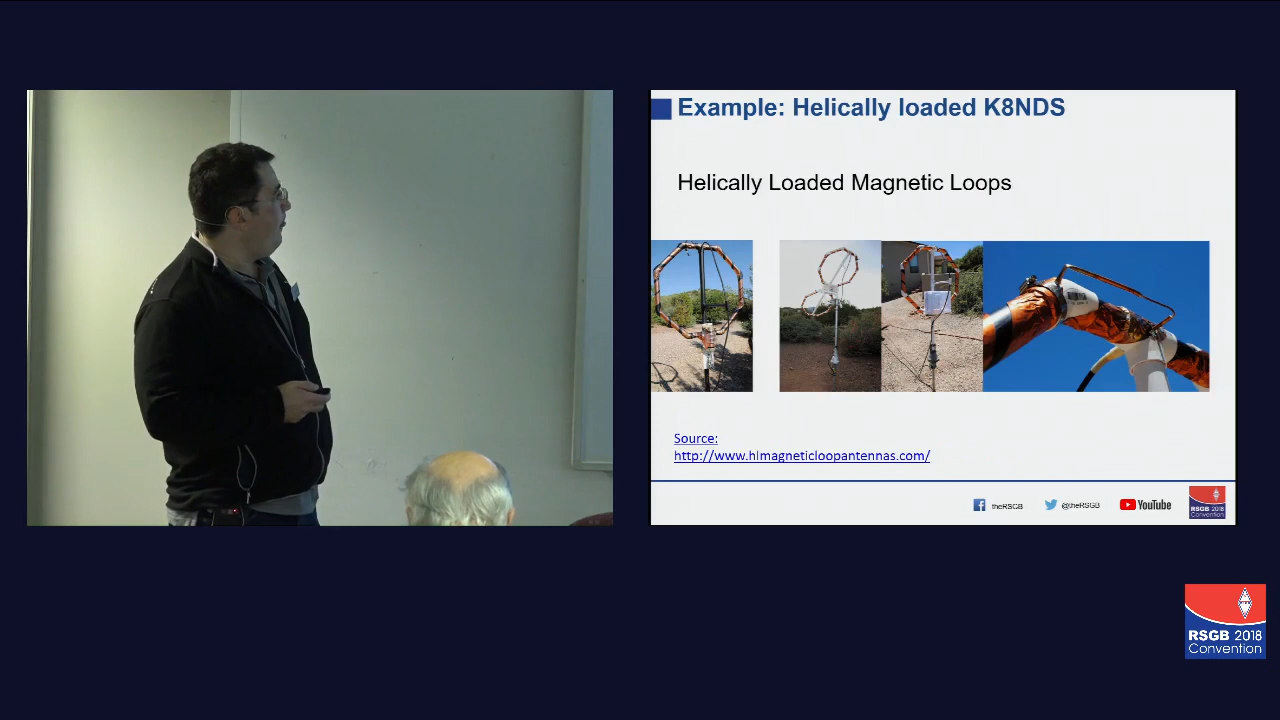 Example: Helically loaded K8NDS
Helically Loaded Magnetic Loops
Source:
http://www.hlmagneticloopantennas.com/
theRSGB
@theRSGB
YouTube
RSGB 2018
Convention
RSGB 2018
Convention